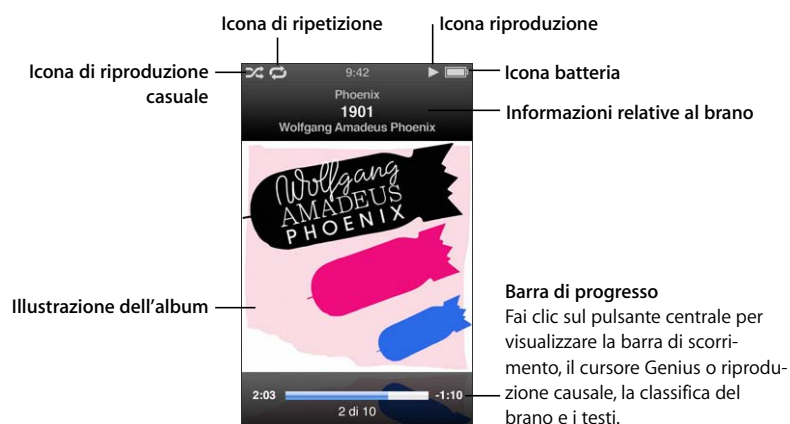 Icona di ripetizione
Icona riproduzione
Icona di riproduzione
casuale
9:42
Icona batteria
Phoenix
1901
Wolfgang Amadeus Phoenix
Informazioni relative al brano
Wolfgang
AMADEUS
PHOENIX
Illustrazione dell'album
Barra di progresso
Fai clic sul pulsante centrale per
visualizzare la barra di scorri-
mento, il cursore Genius o riprodu-
zione causale, la classifica del
brano e i testi.
2:03
-1:10
2 di 10